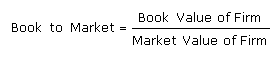 Book to Market = Book Value of Firm / Market Value of Firm